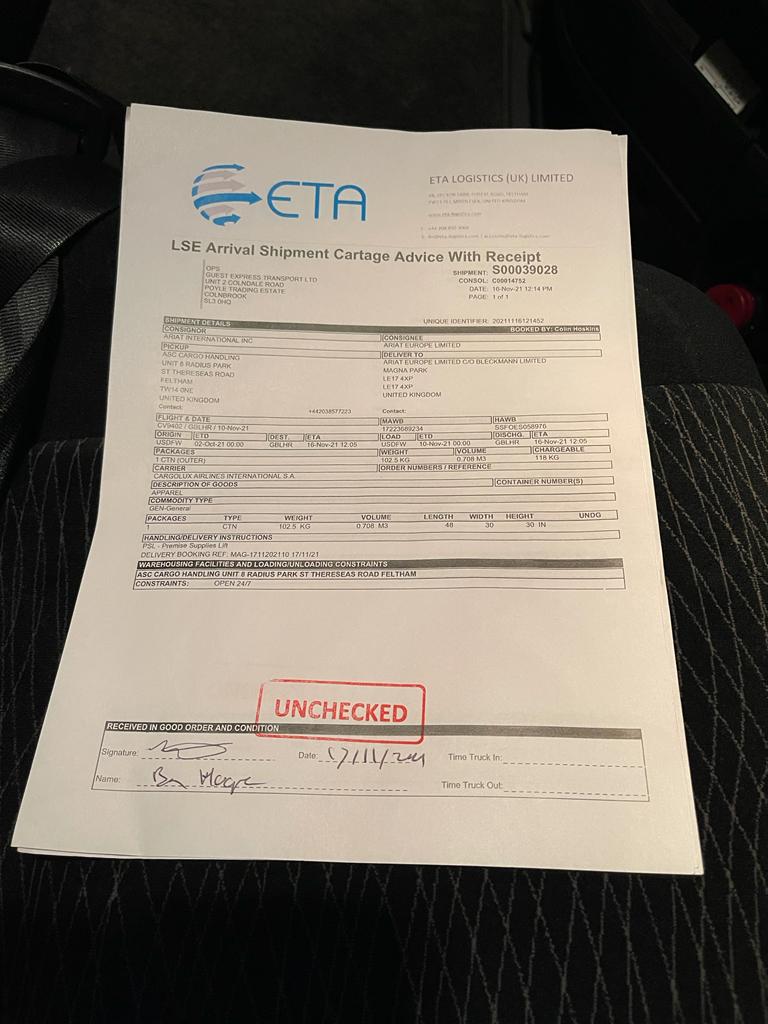 ETA
ETA LOGISTICS (UK) LIMITED
LSE Arrival Shipment Cartage Advice With Receipt
OPS
GUEST EXPRESS TRANSPORT LTD
UNIT 2 COLNDALE ROAD
POYLE TRADING ESTATE
COLNBROOK
SL3 0HQ
SHIPMENT: S00039028
CONSOL: C00014752
DATE: 16-Nov-21 12:14 PM
PAGE: 1 of 1
UNIQUE IDENTIFIER: 20211116121452
SHIPMENT DETAILS BOOKED BY: Colin Hoskins
CONSIGNOR CONSIGNEE
ARIAT INTERNATIONAL INC ARIAT EUROPE LIMITED
PICKUP DELIVER TO
ASC CARGO HANDLING ARIAT EUROPE LIMITED C/O BLECKMANN LIMITED
UNIT 8 RADIUS PARK MAGNA PARK
ST THERESEAS ROAD LE17 4XP
FELTHAM LE17 4XP
TW14 0NE UNITED KINGDOM
UNITED KINGDOM
Contact: +442038577223 Contact:
FLIGHT & DATE MAWB HAWB
CV9402 / GBLHR / 10-Nov-21 17223689234 SSFOES058976
ORIGIN ETD DEST. ETA LOAD ETD DISCHG. ETA
USDFW 02-Oct-21 00:00 GBLHR 16-Nov-21 12:05 USDFW 10-Nov-21 00:00 GBLHR 16-Nov-21 12:05
PACKAGES WEIGHT VOLUME CHARGEABLE
1 CTN (OUTER) 102.5 KG 0.708 M3 118 KG
CARRIER ORDER NUMBERS / REFERENCE
CARGOLUX AIRLINES INTERNATIONAL S.A
DESCRIPTION OF GOODS CONTAINER NUMBER(S)
APPAREL
COMMODITY TYPE
GEN-General
PACKAGES TYPE WEIGHT VOLUME LENGTH WIDTH HEIGHT UNDG
1 CTN 102.5 KG 0.708 M3 48 30 30 IN
HANDLING/DELIVERY INSTRUCTIONS
PSL - Premise Supplies Lift
DELIVERY BOOKING REF: MAG-1711202110 17/11/21
WAREHOUSING FACILITIES AND LOADING/UNLOADING CONSTRAINTS
ASC CARGO HANDLING UNIT 8 RADIUS PARK ST THERESEAS ROAD FELTHAM
CONSTRAINTS: OPEN 24/7
UNCHECKED
RECEIVED IN GOOD ORDER AND CONDITION
Signature: Date: 17/11/2021 Time Truck In:
Name: Time Truck Out: